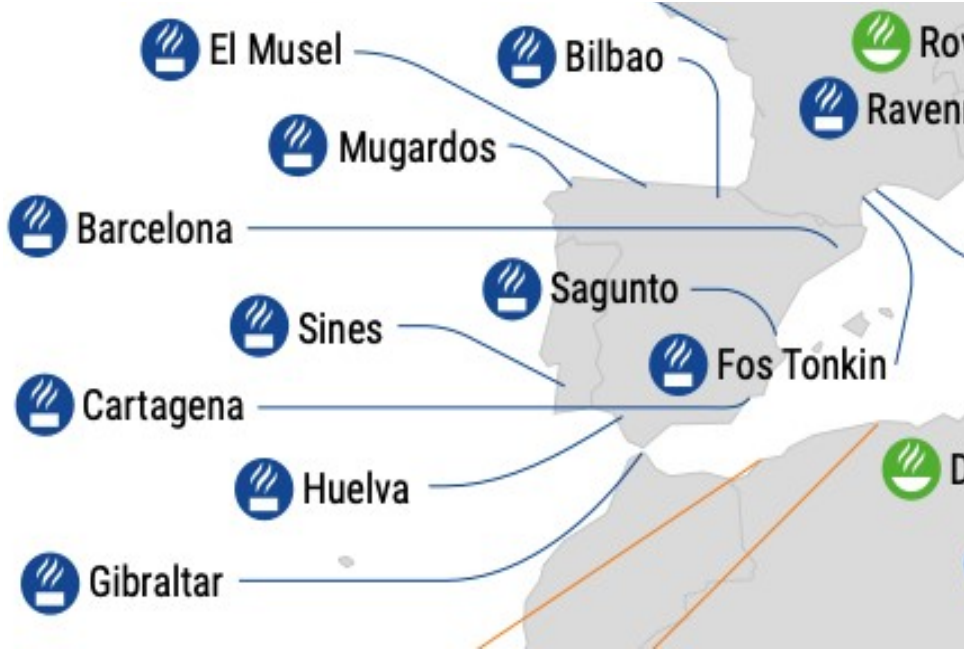 El Musel
Bilbao
Mugardos
Barcelona
Sagunto
Sines
Fos Tonkin
Cartagena
Huelva
Gibraltar